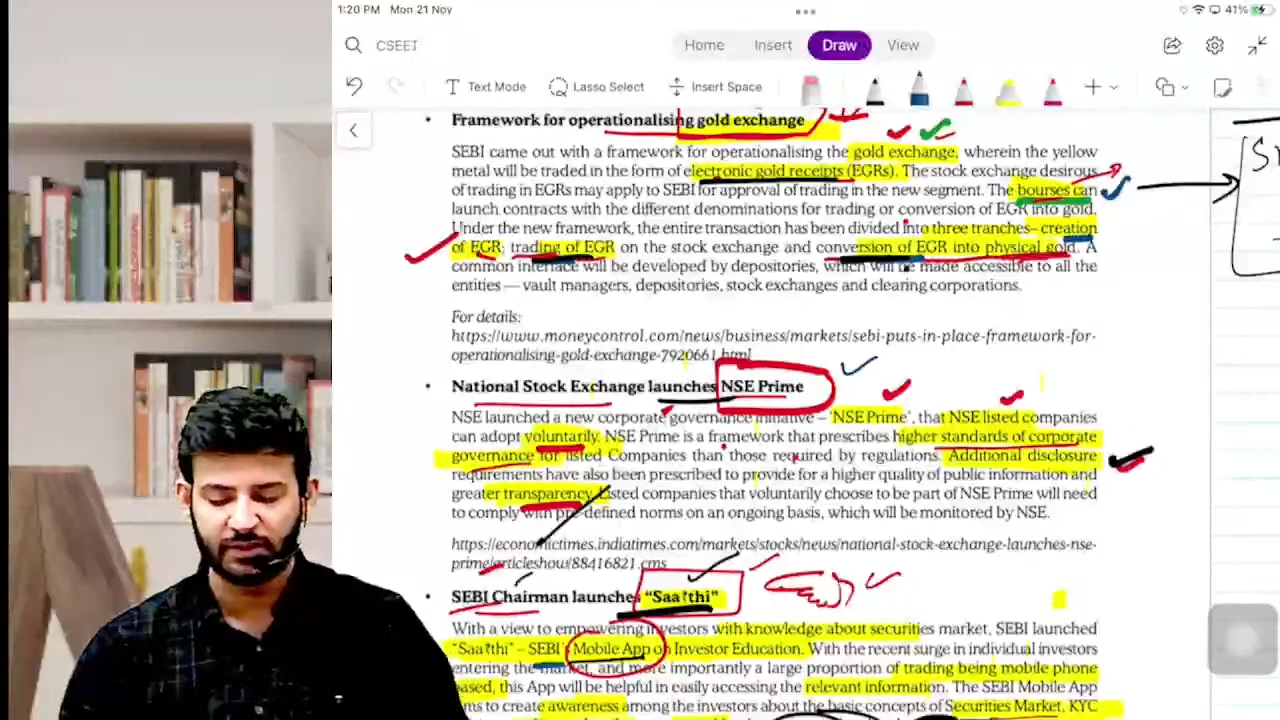 1:20 PM Mon 21 Nov
41%
CSEET
Home Insert Draw View
Text Mode Lasso Select Insert Space
Framework for operationalising gold exchange
SEBI came out with a framework for operationalising the gold exchange, wherein the yellow
metal will be traded in the form of electronic gold receipts (EGRs). The stock exchange desirous
of trading in EGRs may apply to SEBI for approval of trading in the new segment. The bourses can
launch contracts with the different denominations for trading or conversion of EGR into gold.
Under the new framework, the entire transaction has been divided into three tranches– creation
of EGR; trading of EGR on the stock exchange and conversion of EGR into physical gold. A
common interface will be developed by depositories, which will be made accessible to all the
entities — vault managers, depositories, stock exchanges and clearing corporations.
For details:
https://www.moneycontrol.com/news/business/markets/sebi-puts-in-place-framework-for-
operationalising-gold-exchange-7920661.html
National Stock Exchange launches NSE Prime
NSE launched a new corporate governance initiative – 'NSE Prime', that NSE listed companies
can adopt voluntarily. NSE Prime is a framework that prescribes higher standards of corporate
governance for listed Companies than those required by regulations. Additional disclosure
requirements have also been prescribed to provide for a higher quality of public information and
greater transparency. Listed companies that voluntarily choose to be part of NSE Prime will need
to comply with pre-defined norms on an ongoing basis, which will be monitored by NSE.
https://economictimes.indiatimes.com/markets/stocks/news/national-stock-exchange-launches-nse-
prime/articleshow/88416821.cms
SEBI Chairman launches “Saa₹thi”
With a view to empowering investors with knowledge about securities market, SEBI launched
“Saa₹thi” – SEBI's Mobile App on Investor Education. With the recent surge in individual investors
entering the market, and more importantly a large proportion of trading being mobile phone
based, this App will be helpful in easily accessing the relevant information. The SEBI Mobile App
aims to create awareness among the investors about the basic concepts of Securities Market, KYC